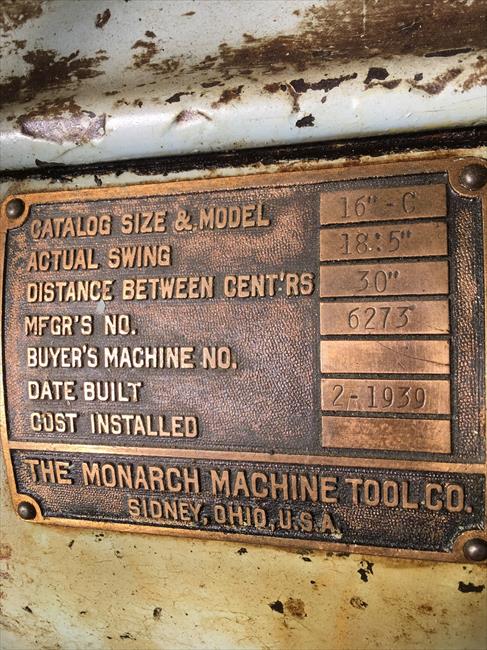 CATALOG SIZE & MODEL 16"-C
ACTUAL SWING 18.5"
DISTANCE BETWEEN CENT'RS 30"
MFGR'S NO. 6273
BUYER'S MACHINE NO.
DATE BUILT 2-1939
COST INSTALLED
THE MONARCH MACHINE TOOL CO.
SIDNEY, OHIO, U.S.A.